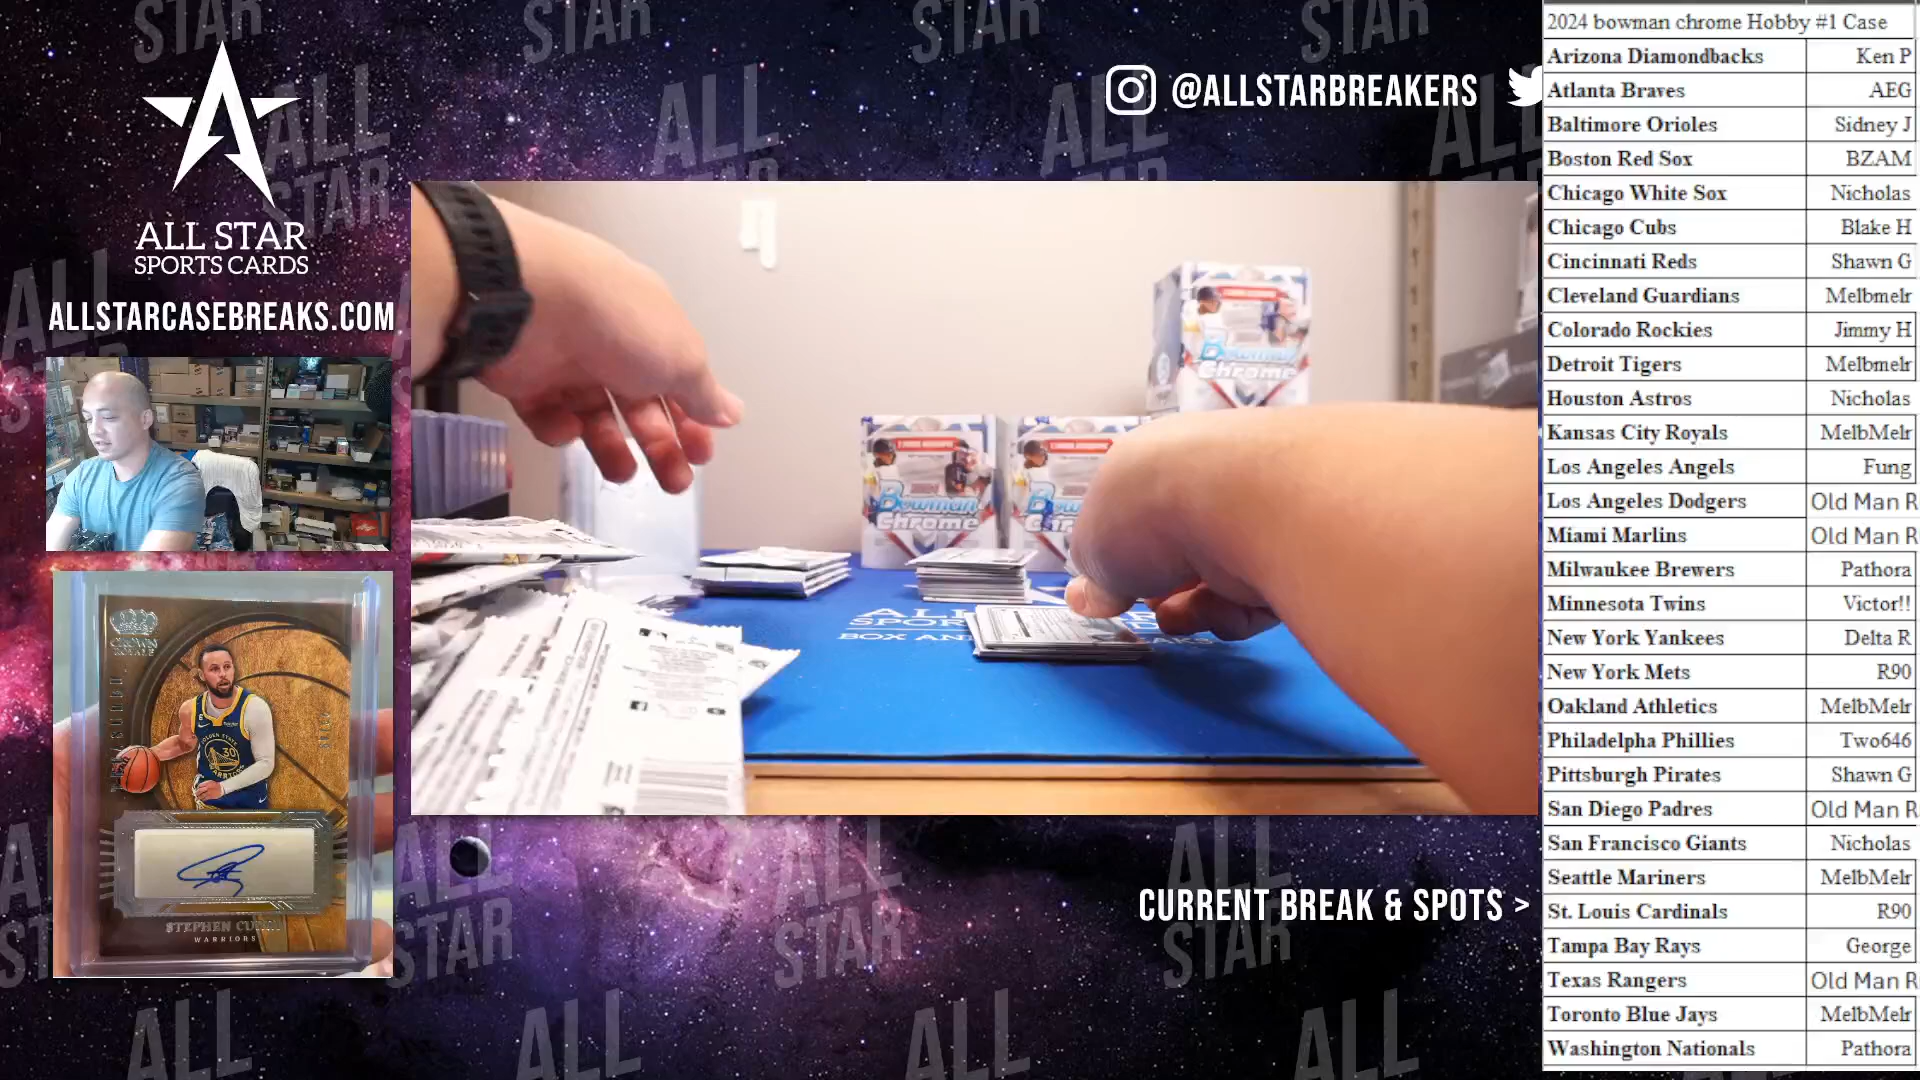 ALL STAR
SPORTS CARDS
ALLSTARCASEBREAKS.COM
@ALLSTARBREAKERS
Bowman
Chrome
Bowman
Chrome
Bowman
CROWN
ROYALE
STEPHEN
WARRIORS
CURRENT BREAK & SPOTS >
2024 bowman chrome Hobby #1 Case
Arizona Diamondbacks Ken P
Atlanta Braves AEG
Baltimore Orioles Sidney J
Boston Red Sox BZAM
Chicago White Sox Nicholas
Chicago Cubs Blake H
Cincinnati Reds Shawn G
Cleveland Guardians Melbmelr
Colorado Rockies Jimmy H
Detroit Tigers Melbmelr
Houston Astros Nicholas
Kansas City Royals MelbMelr
Los Angeles Angels Fung
Los Angeles Dodgers Old Man R
Miami Marlins Old Man R
Milwaukee Brewers Pathora
Minnesota Twins Victor!!
New York Yankees Delta R
New York Mets R90
Oakland Athletics MelbMelr
Philadelpha Phillies Two646
Pittsburgh Pirates Shawn G
San Diego Padres Old Man R
San Francisco Giants Nicholas
Seattle Mariners MelbMelr
St. Louis Cardinals R90
Tampa Bay Rays George
Texas Rangers Old Man R
Toronto Blue Jays MelbMelr
Washington Nationals Pathora